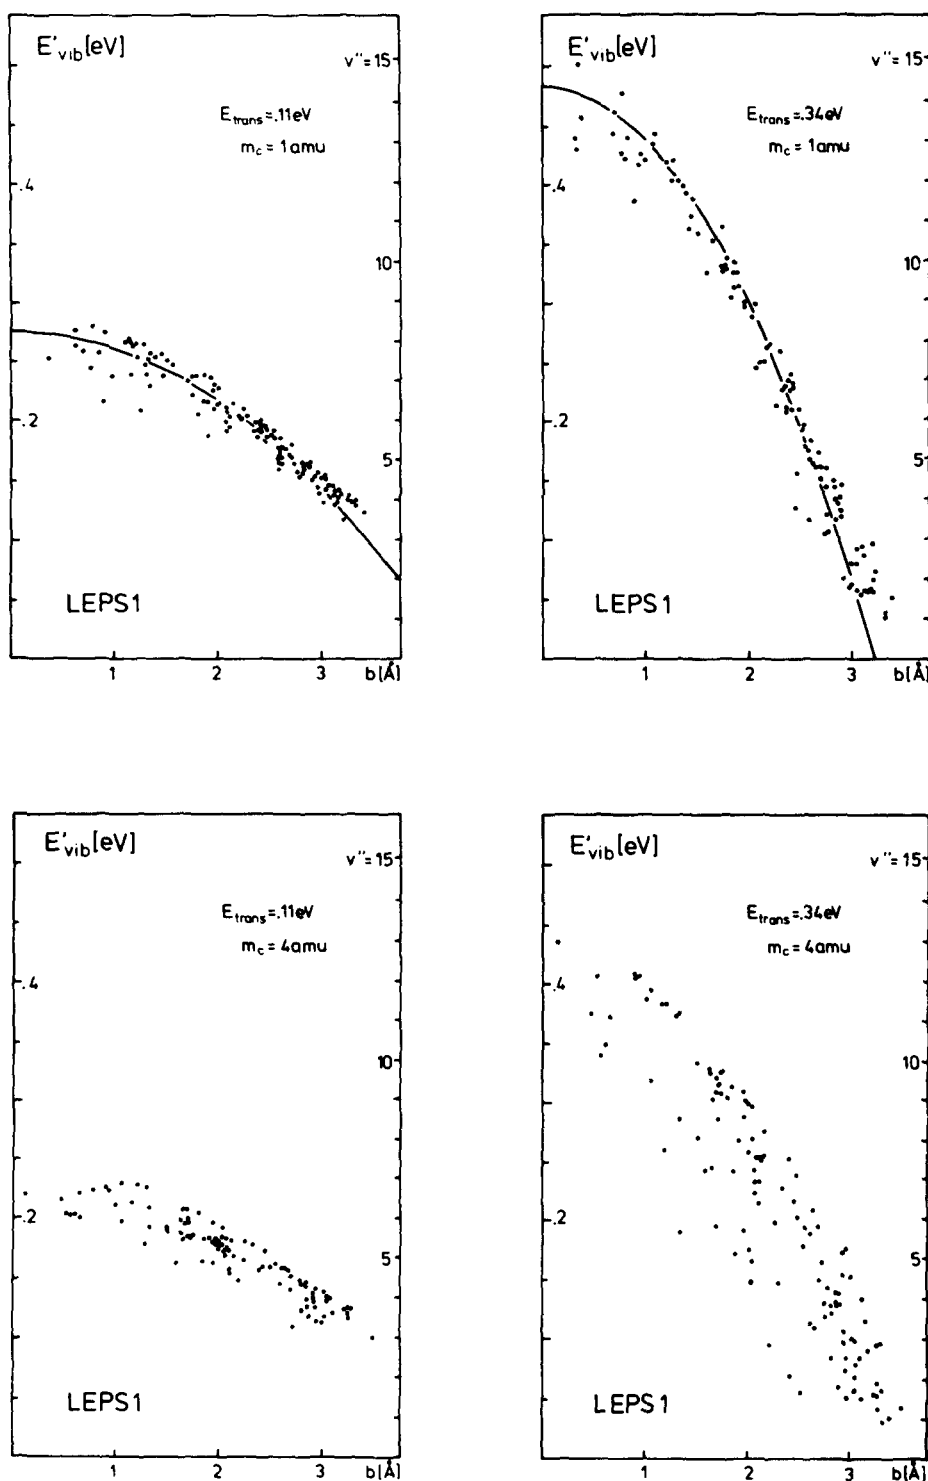 E'vib[eV]
v''=15
Etrans=.11eV
mc = 1amu
.4
10
.2
5
LEPS1
1 2 3 b[Å]
E'vib[eV]
v''=15
Etrans=.34eV
mc = 1amu
.4
10
.2
5
LEPS1
1 2 3 b[Å]
E'vib[eV]
v''=15
Etrans=.11eV
mc = 4amu
.4
10
.2
5
LEPS1
1 2 3 b[Å]
E'vib[eV]
v''=15
Etrans=.34eV
mc = 4amu
.4
10
.2
5
LEPS1
1 2 3 b[Å]